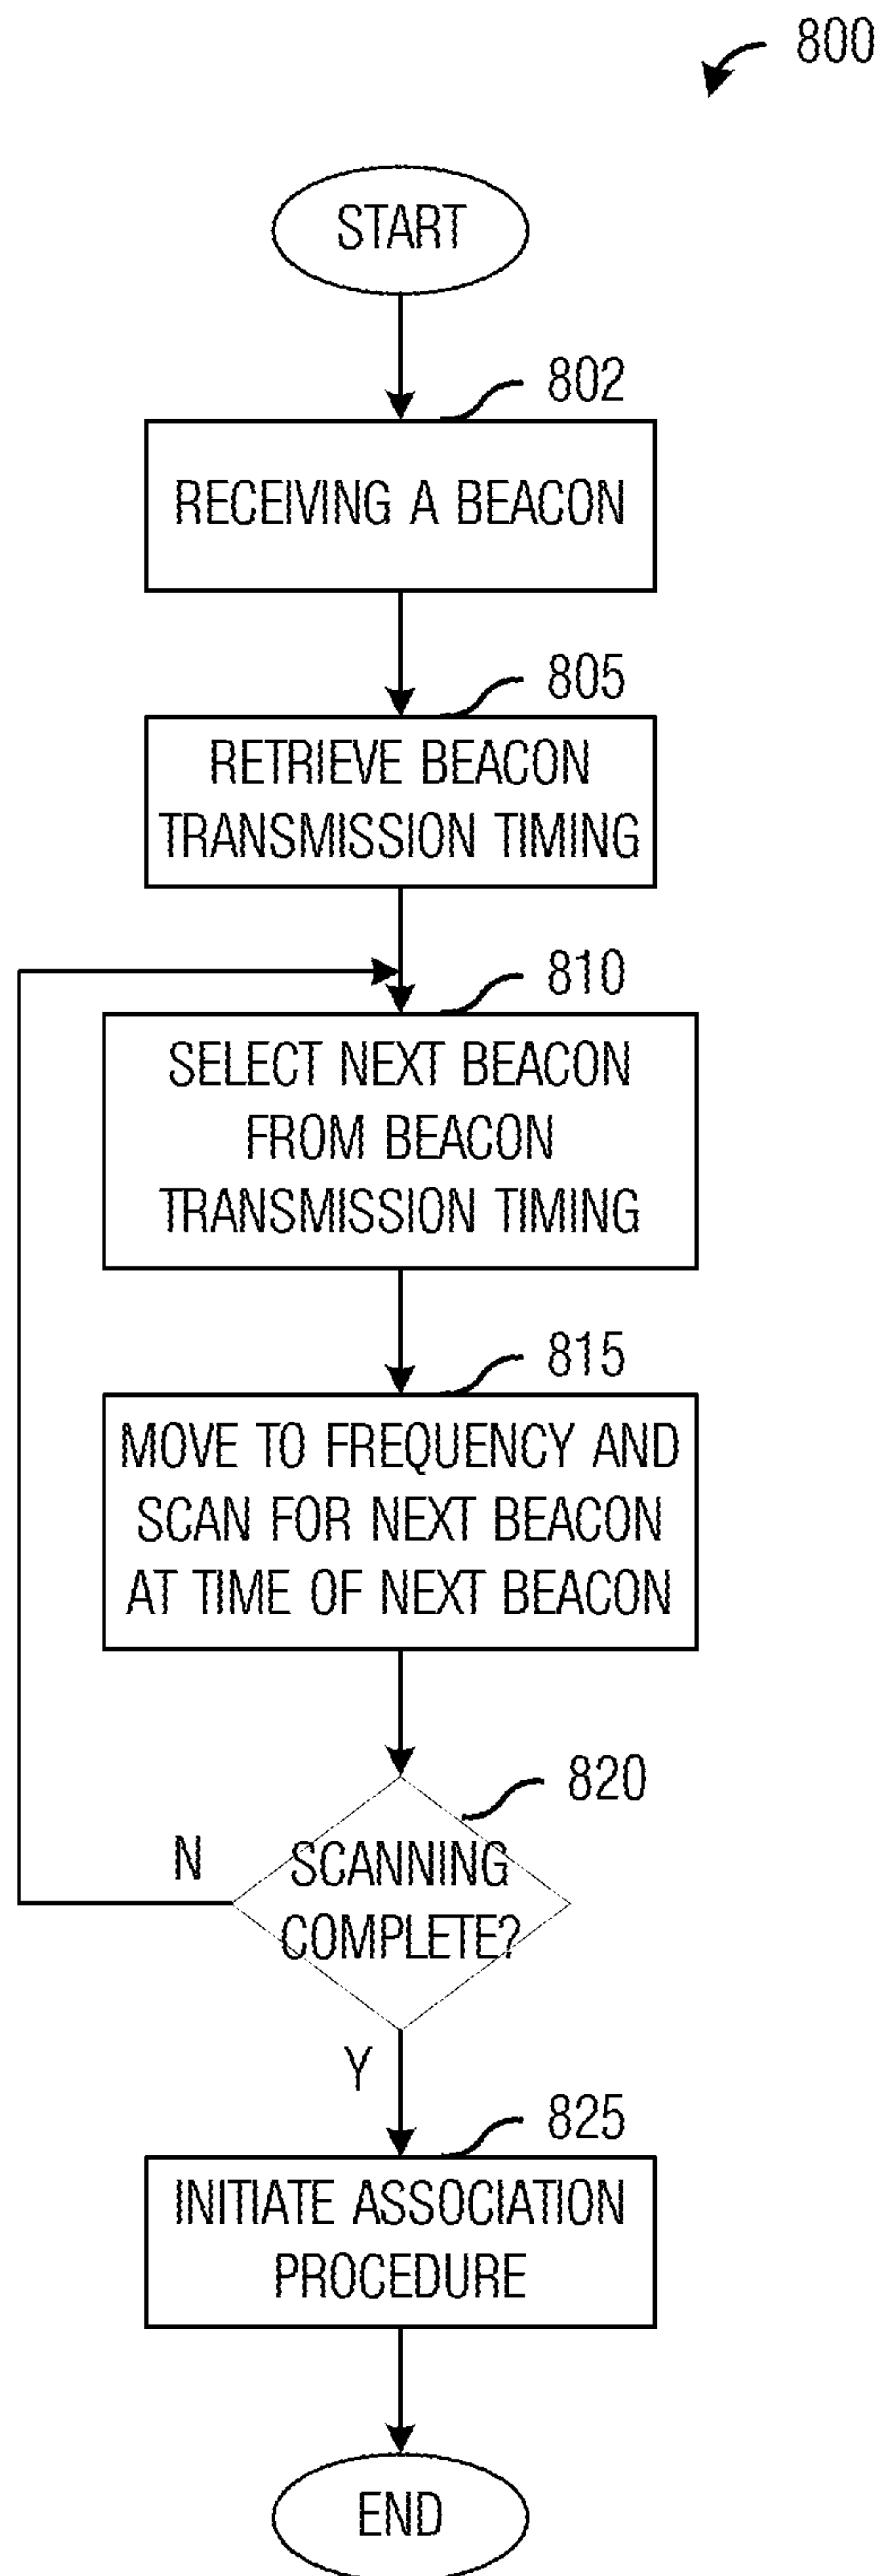 800
START
802
RECEIVING A BEACON
805
RETRIEVE BEACON
TRANSMISSION TIMING
810
SELECT NEXT BEACON
FROM BEACON
TRANSMISSION TIMING
815
MOVE TO FREQUENCY AND
SCAN FOR NEXT BEACON
AT TIME OF NEXT BEACON
820
N
SCANNING
COMPLETE?
Y
825
INITIATE ASSOCIATION
PROCEDURE
END